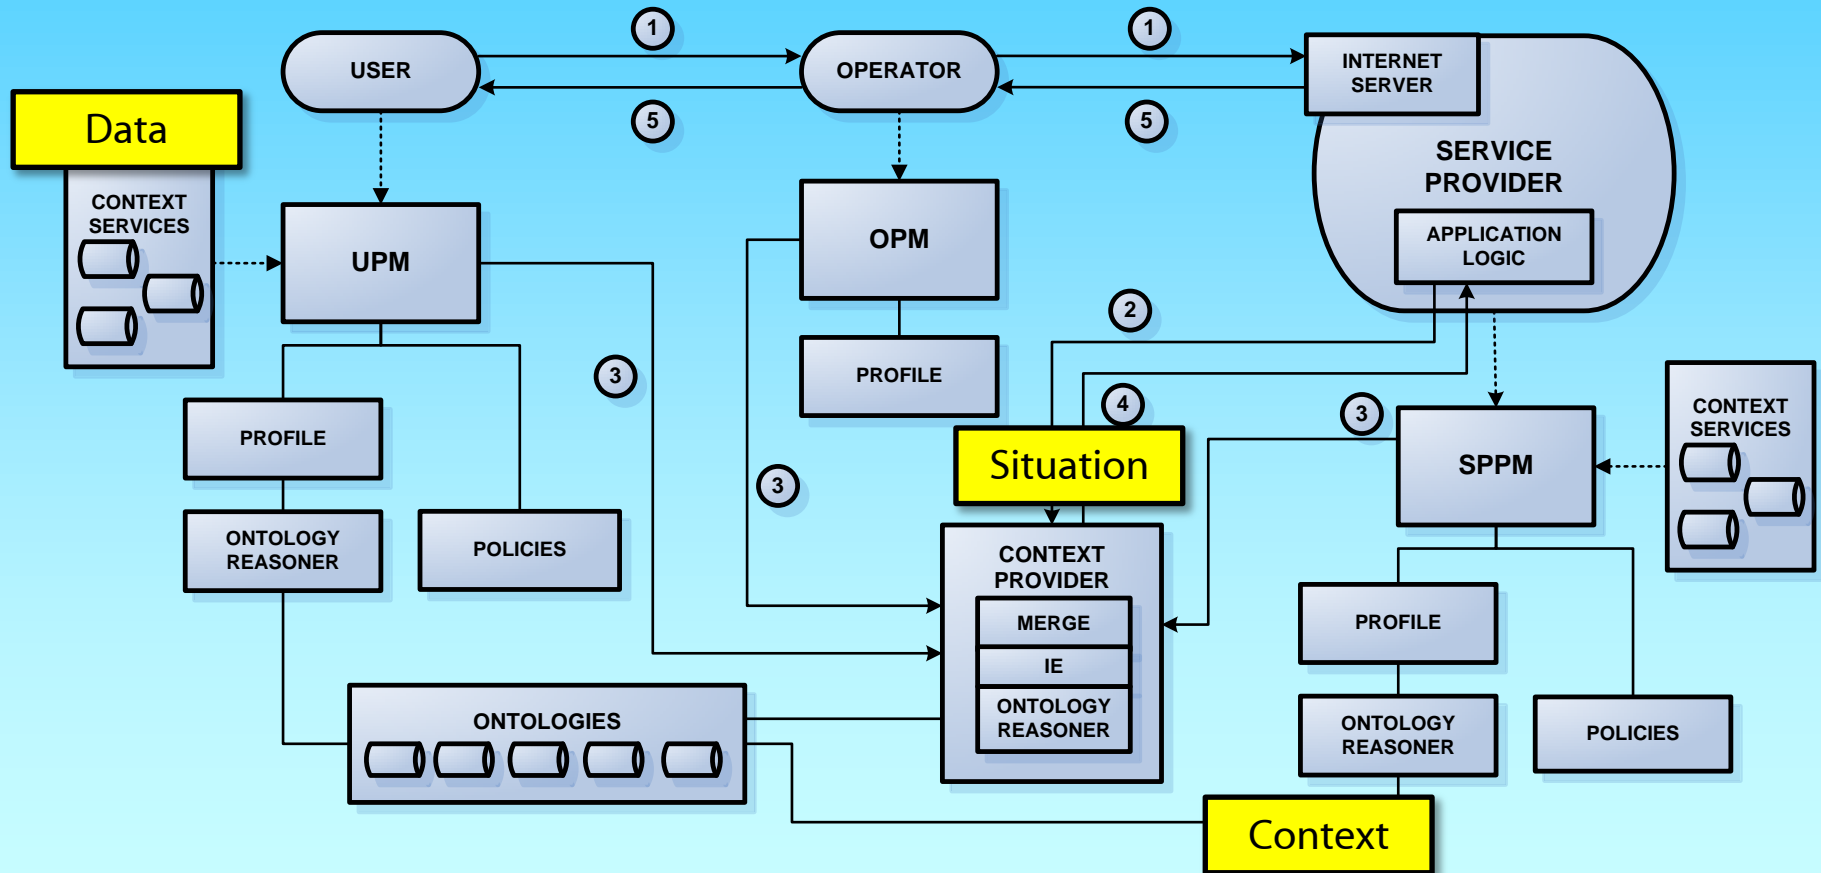 1
1
USER
OPERATOR
INTERNET
SERVER
5
5
Data
SERVICE
PROVIDER
CONTEXT
SERVICES
UPM
OPM
APPLICATION
LOGIC
2
3
PROFILE
4
3
CONTEXT
SERVICES
PROFILE
Situation
SPPM
3
ONTOLOGY
REASONER
POLICIES
CONTEXT
PROVIDER
MERGE
IE
ONTOLOGY
REASONER
PROFILE
ONTOLOGIES
ONTOLOGY
REASONER
POLICIES
Context